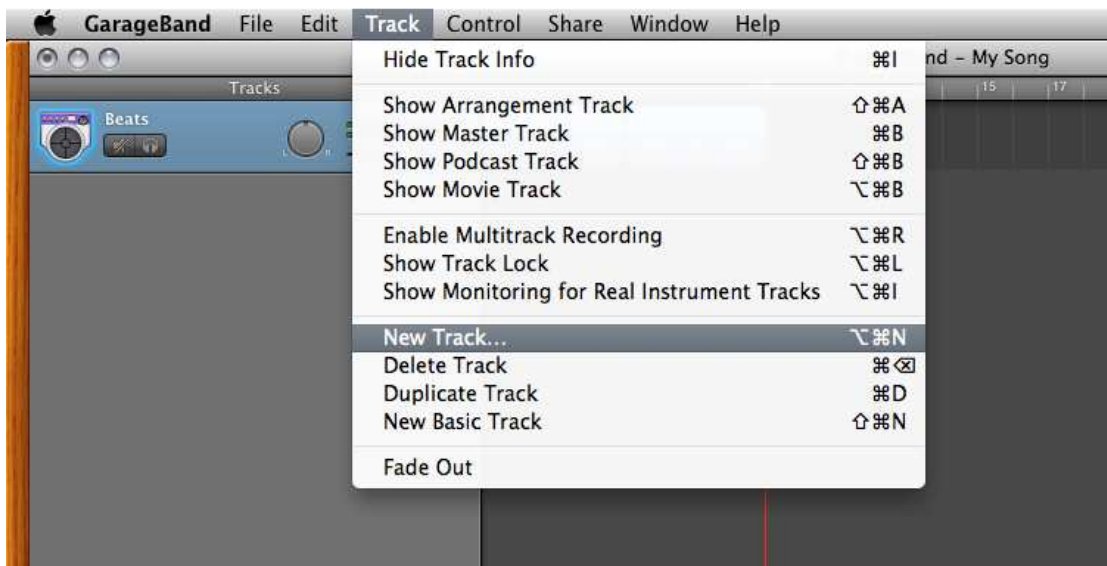 GarageBand File Edit Track Control Share Window Help
nd – My Song
Tracks
15 17
Beats
L R
Hide Track Info ⌘I
Show Arrangement Track ⇧⌘A
Show Master Track ⌘B
Show Podcast Track ⇧⌘B
Show Movie Track ⌥⌘B
Enable Multitrack Recording ⌥⌘R
Show Track Lock ⌥⌘L
Show Monitoring for Real Instrument Tracks ⌥⌘I
New Track... ⌥⌘N
Delete Track ⌘⌫
Duplicate Track ⌘D
New Basic Track ⇧⌘N
Fade Out